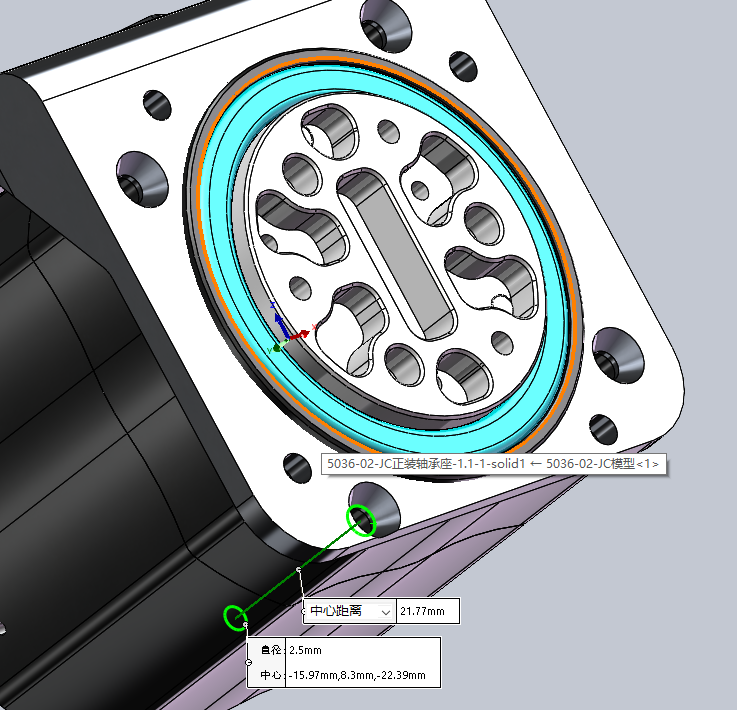 Z
X
Y
5036-02-JC正装轴承座-1.1-1-solid1 ← 5036-02-JC模型<1>
中心距离 21.77mm
直径: 2.5mm
中心: -15.97mm,8.3mm,-22.39mm